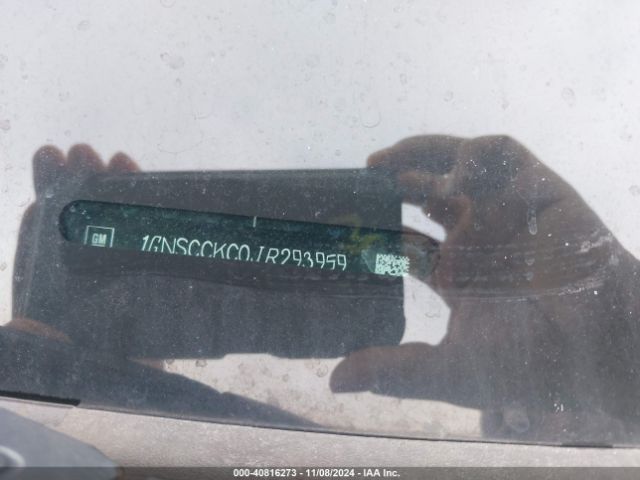 GM
1GNSCCKC0JR293959
000-40816273 - 11/08/2024 - IAA Inc.